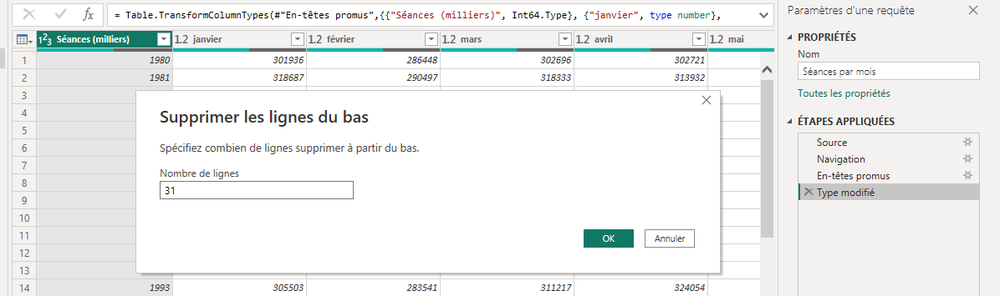 = Table.TransformColumnTypes(#"En-têtes promus",{{"Séances (milliers)", Int64.Type}, {"janvier", type number},
Paramètres d'une requête
PROPRIÉTÉS
Nom
Séances par mois
Toutes les propriétés
ÉTAPES APPLIQUÉES
Source
Navigation
En-têtes promus
Type modifié
1²3 Séances (milliers) 1.2 janvier 1.2 février 1.2 mars 1.2 avril 1.2 mai
1 1980 301936 286448 302696 302721
2 1981 318687 290497 318333 313932
3
4
5
6
7
8
9
10
11
12
13
14 1993 305503 283541 311217 324054
Supprimer les lignes du bas
Spécifiez combien de lignes supprimer à partir du bas.
Nombre de lignes
31
OK Annuler